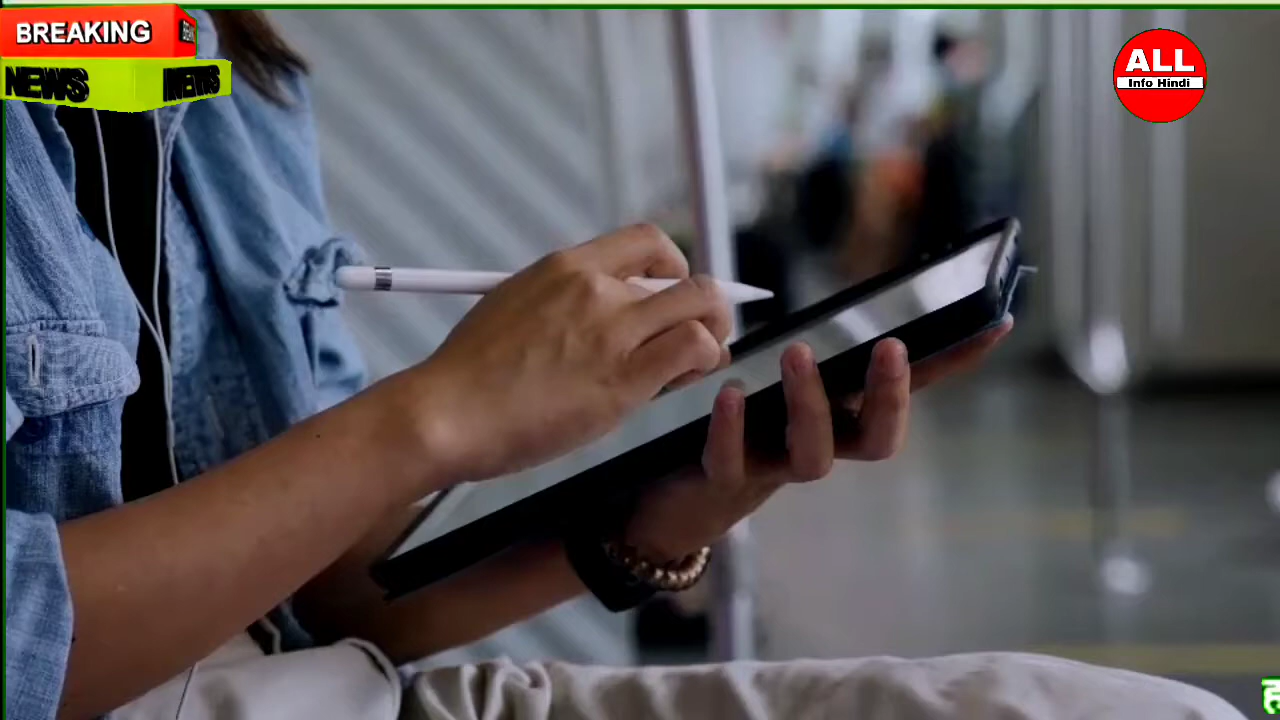 BREAKING
NEWS NEWS
ALL
Info Hindi
ह